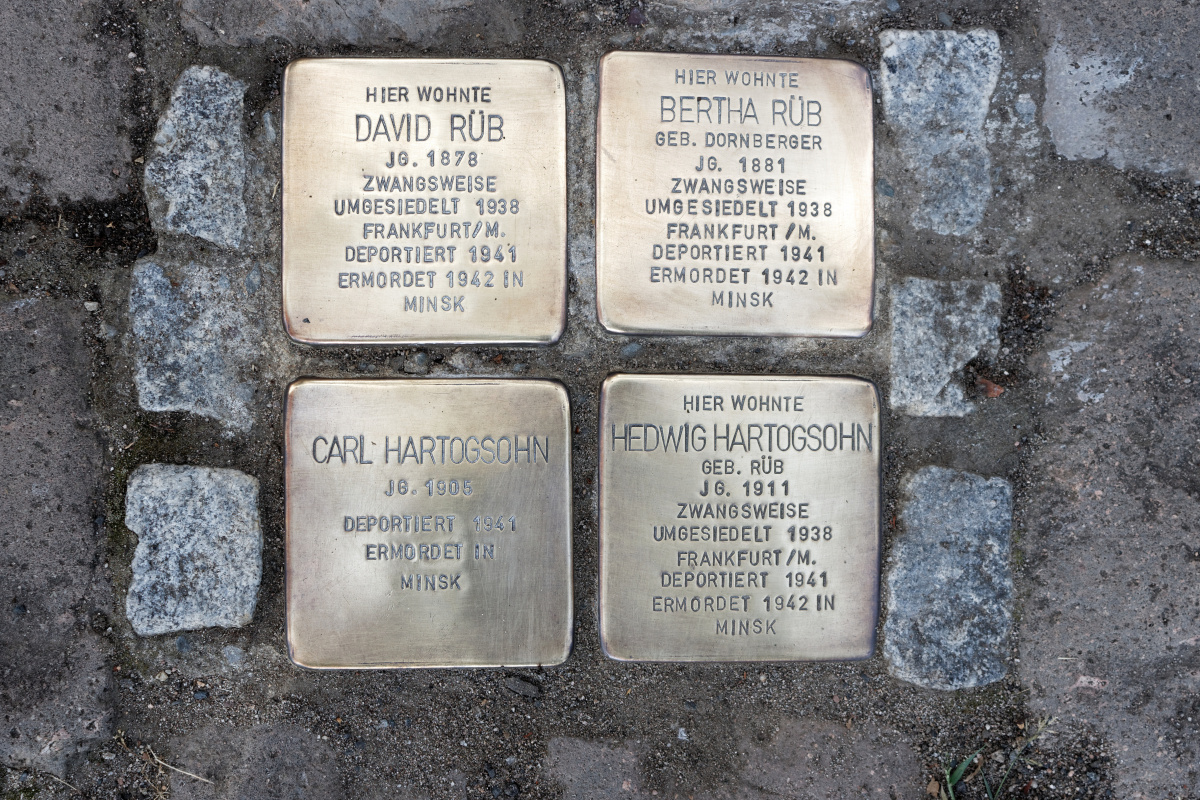 HIER WOHNTE
DAVID RÜB
JG. 1878
ZWANGSWEISE
UMGESIEDELT 1938
FRANKFURT/M.
DEPORTIERT 1941
ERMORDET 1942 IN
MINSK
HIER WOHNTE
BERTHA RÜB
GEB. DORNBERGER
JG. 1881
ZWANGSWEISE
UMGESIEDELT 1938
FRANKFURT/M.
DEPORTIERT 1941
ERMORDET 1942 IN
MINSK
CARL HARTOGSOHN
JG. 1905
DEPORTIERT 1941
ERMORDET IN
MINSK
HIER WOHNTE
HEDWIG HARTOGSOHN
GEB. RÜB
JG. 1911
ZWANGSWEISE
UMGESIEDELT 1938
FRANKFURT/M.
DEPORTIERT 1941
ERMORDET 1942 IN
MINSK